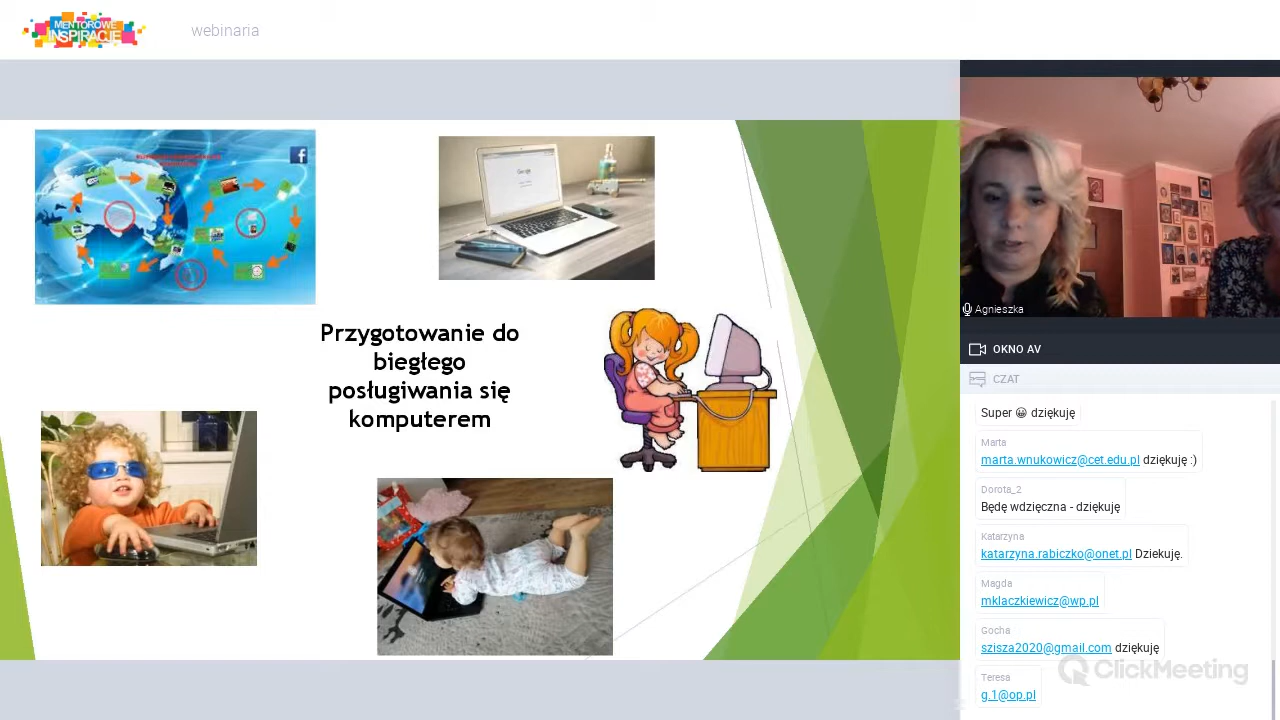 MENTOROWE
INSPIRACJE
webinaria
Google
Przygotowanie do
biegłego
posługiwania się
komputerem
Agnieszka
OKNO AV
CZAT
Super 😀 dziękuję
Marta
marta.wnukowicz@cet.edu.pl dziękuję :)
Dorota_2
Będę wdzięczna - dziękuję
Katarzyna
katarzyna.rabiczko@onet.pl Dziekuję.
Magda
mklaczkiewicz@wp.pl
Gocha
szisza2020@gmail.com dziękuję
Teresa
g.1@op.pl
ClickMeeting